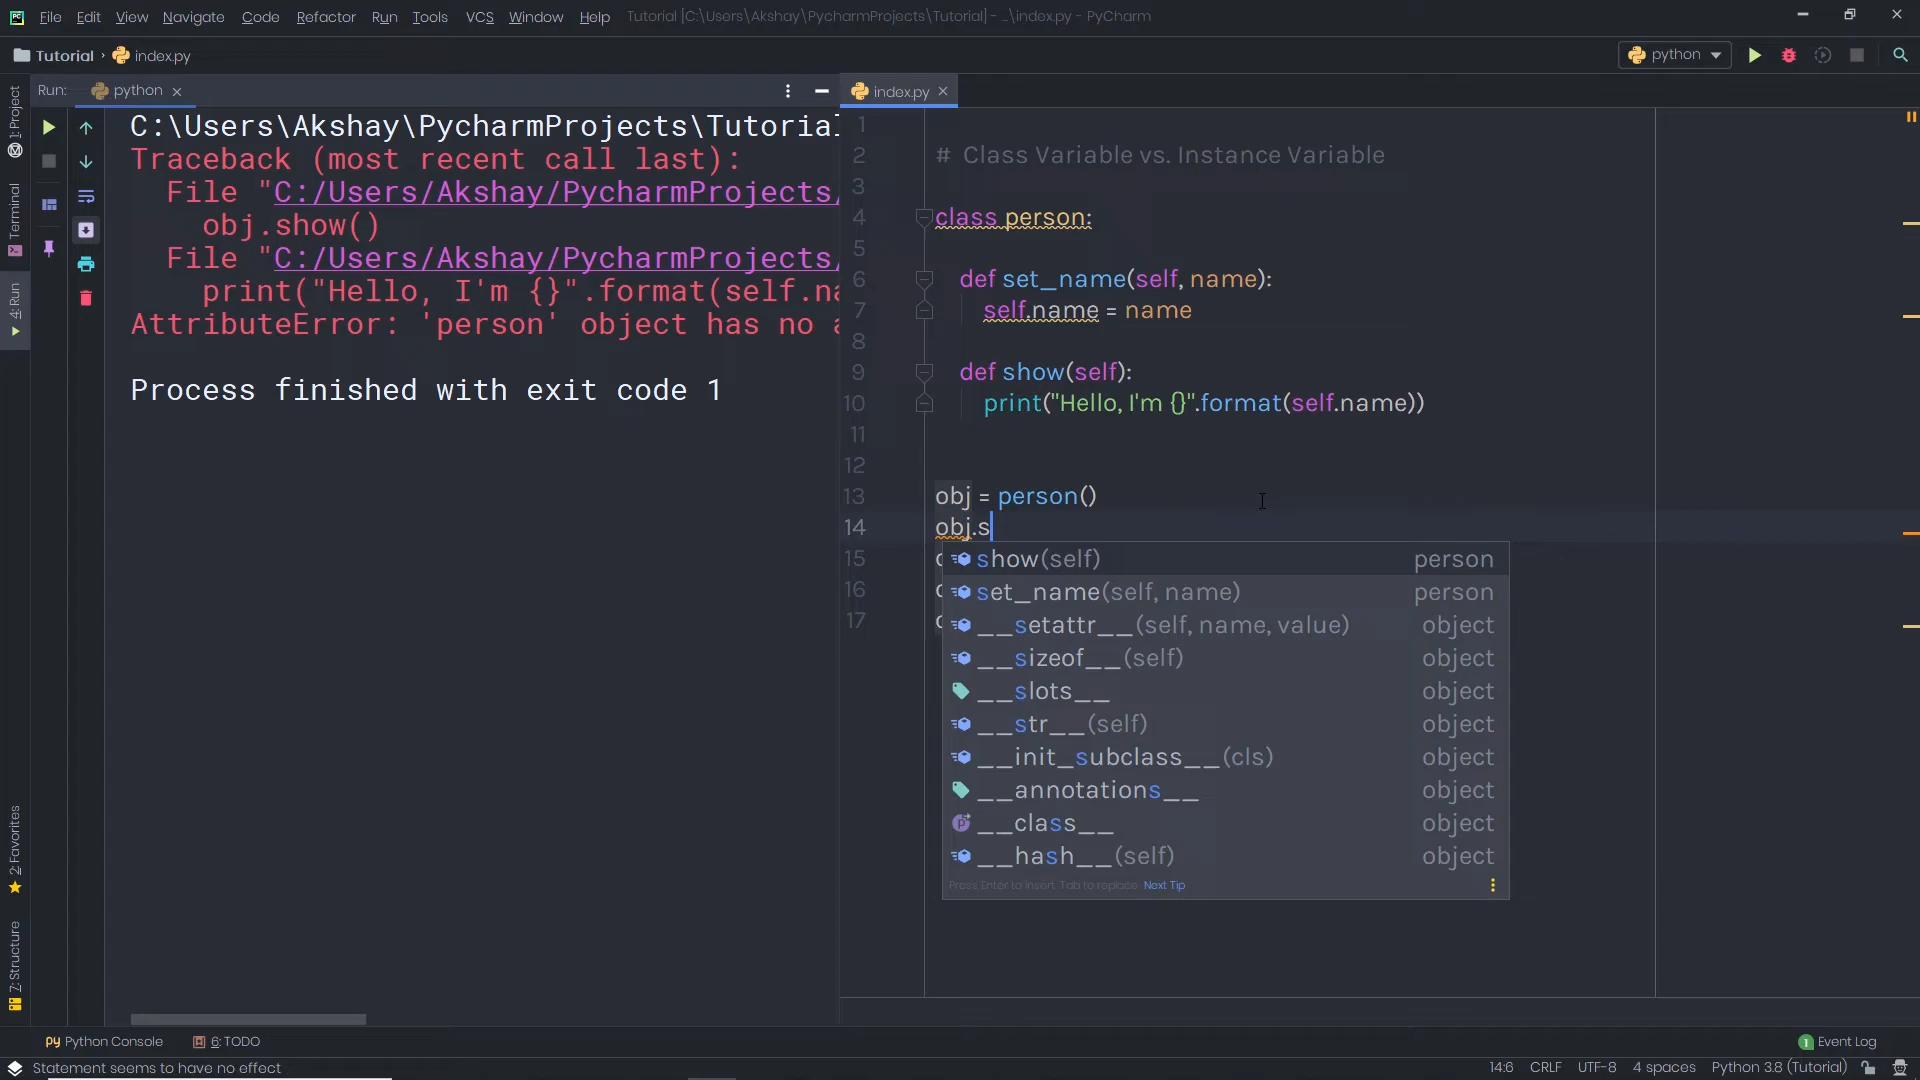 File Edit View Navigate Code Refactor Run Tools VCS Window Help Tutorial [C:\Users\Akshay\PycharmProjects\Tutorial] - ...\index.py - PyCharm
Tutorial index.py
python
Run: python
index.py
1: Project
Terminal
4: Run
2: Favorites
7: Structure
C:\Users\Akshay\PycharmProjects\Tutorial
Traceback (most recent call last):
File "C:/Users/Akshay/PycharmProjects/
obj.show()
File "C:/Users/Akshay/PycharmProjects/
print("Hello, I'm {}".format(self.na
AttributeError: 'person' object has no a
Process finished with exit code 1
1
2 # Class Variable vs. Instance Variable
3
4 class person:
5
6 def set_name(self, name):
7 self.name = name
8
9 def show(self):
10 print("Hello, I'm {}".format(self.name))
11
12
13 obj = person()
14 obj.s
15
16
17
show(self) person
set_name(self, name) person
__setattr__(self, name, value) object
__sizeof__(self) object
__slots__ object
__str__(self) object
__init_subclass__(cls) object
__annotations__ object
__class__ object
__hash__(self) object
Press Enter to insert, Tab to replace Next Tip
Python Console 6: TODO
1 Event Log
Statement seems to have no effect
14:6 CRLF UTF-8 4 spaces Python 3.8 (Tutorial)